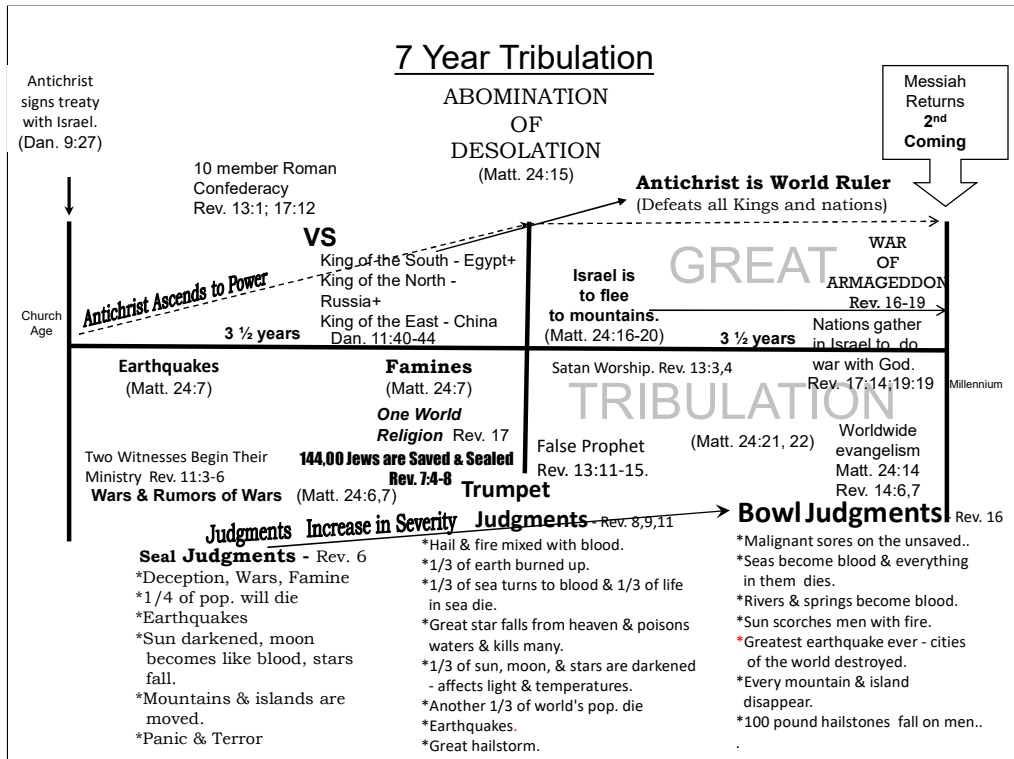 7 Year Tribulation
Antichrist
signs treaty
with Israel.
(Dan. 9:27)
ABOMINATION
OF
DESOLATION
(Matt. 24:15)
Messiah
Returns
2nd
Coming
10 member Roman
Confederacy
Rev. 13:1; 17:12
Antichrist is World Ruler
(Defeats all Kings and nations)
VS
King of the South - Egypt+
King of the North -
Russia+
King of the East - China
Dan. 11:40-44
Antichrist Ascends to Power
Church
Age
3 ½ years
Israel is
to flee
to mountains.
(Matt. 24:16-20)
GREAT
WAR
OF
ARMAGEDDON
Rev. 16-19
3 ½ years
Nations gather
in Israel to do
war with God.
Rev. 17:14;19:19
Millennium
Earthquakes
(Matt. 24:7)
Famines
(Matt. 24:7)
One World
Religion Rev. 17
Satan Worship. Rev. 13:3,4
TRIBULATION
Two Witnesses Begin Their
Ministry Rev. 11:3-6
144,00 Jews are Saved & Sealed
Rev. 7:4-8
Wars & Rumors of Wars (Matt. 24:6,7)
False Prophet
Rev. 13:11-15.
(Matt. 24:21, 22)
Worldwide
evangelism
Matt. 24:14
Rev. 14:6,7
Judgments Increase in Severity
Seal Judgments - Rev. 6
*Deception, Wars, Famine
*1/4 of pop. will die
*Earthquakes
*Sun darkened, moon
becomes like blood, stars
fall.
*Mountains & islands are
moved.
*Panic & Terror
Trumpet
Judgments - Rev. 8,9,11
*Hail & fire mixed with blood.
*1/3 of earth burned up.
*1/3 of sea turns to blood & 1/3 of life
in sea die.
*Great star falls from heaven & poisons
waters & kills many.
*1/3 of sun, moon, & stars are darkened
- affects light & temperatures.
*Another 1/3 of world's pop. die
*Earthquakes.
*Great hailstorm.
Bowl Judgments - Rev. 16
*Malignant sores on the unsaved..
*Seas become blood & everything
in them dies.
*Rivers & springs become blood.
*Sun scorches men with fire.
*Greatest earthquake ever - cities
of the world destroyed.
*Every mountain & island
disappear.
*100 pound hailstones fall on men..
.